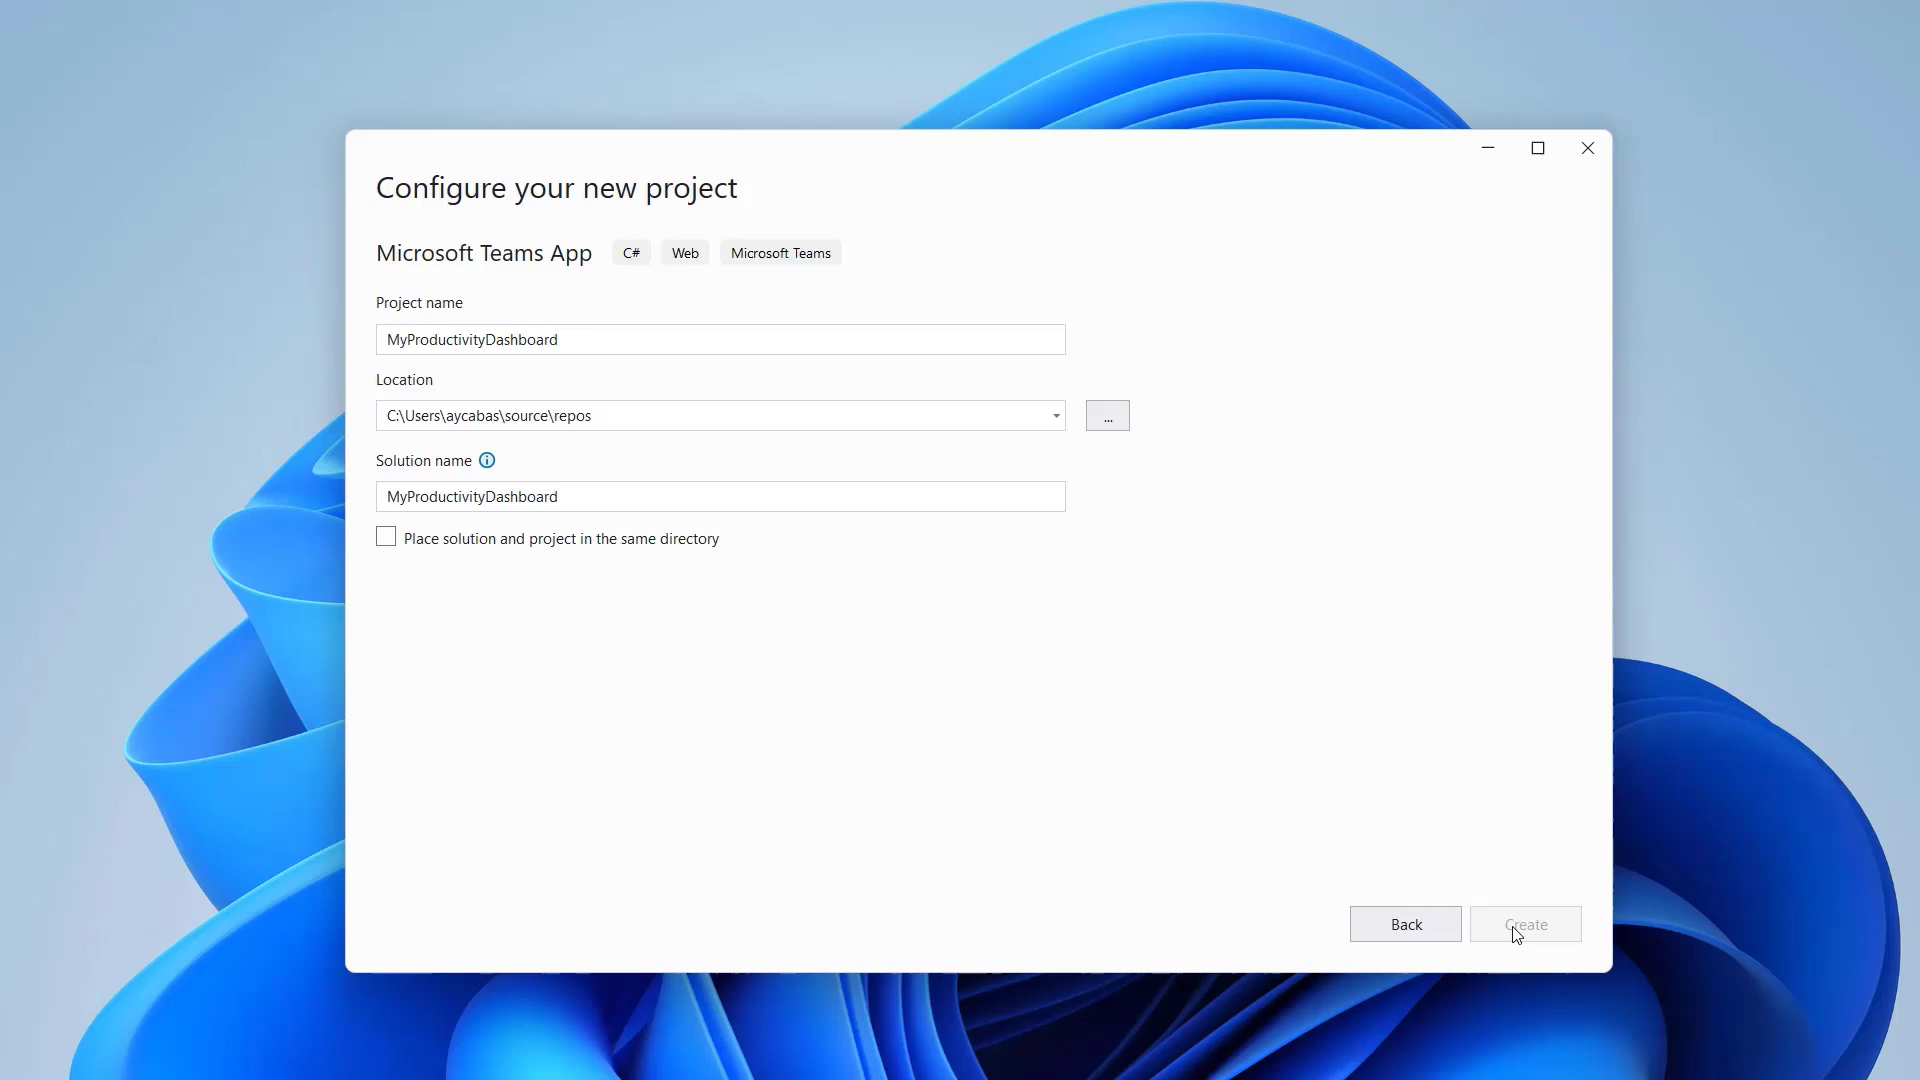 Configure your new project
Microsoft Teams App C# Web Microsoft Teams
Project name
MyProductivityDashboard
Location
C:\Users\aycabas\source\repos
...
Solution name
MyProductivityDashboard
Place solution and project in the same directory
Back Create